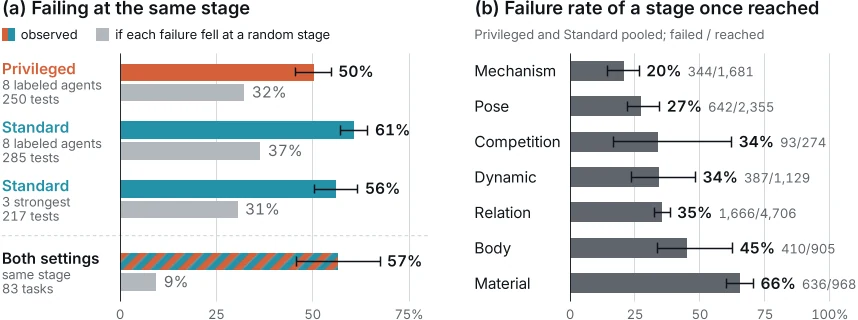 (a) Failing at the same stage
observed
if each failure fell at a random stage
Privileged
8 labeled agents
250 tests
50%
32%
Standard
8 labeled agents
285 tests
61%
37%
Standard
3 strongest
217 tests
56%
31%
Both settings
same stage
83 tasks
57%
9%
0 25 50 75%
(b) Failure rate of a stage once reached
Privileged and Standard pooled; failed / reached
Mechanism 20% 344/1,681
Pose 27% 642/2,355
Competition 34% 93/274
Dynamic 34% 387/1,129
Relation 35% 1,666/4,706
Body 45% 410/905
Material 66% 636/968
0 25 50 75 100%